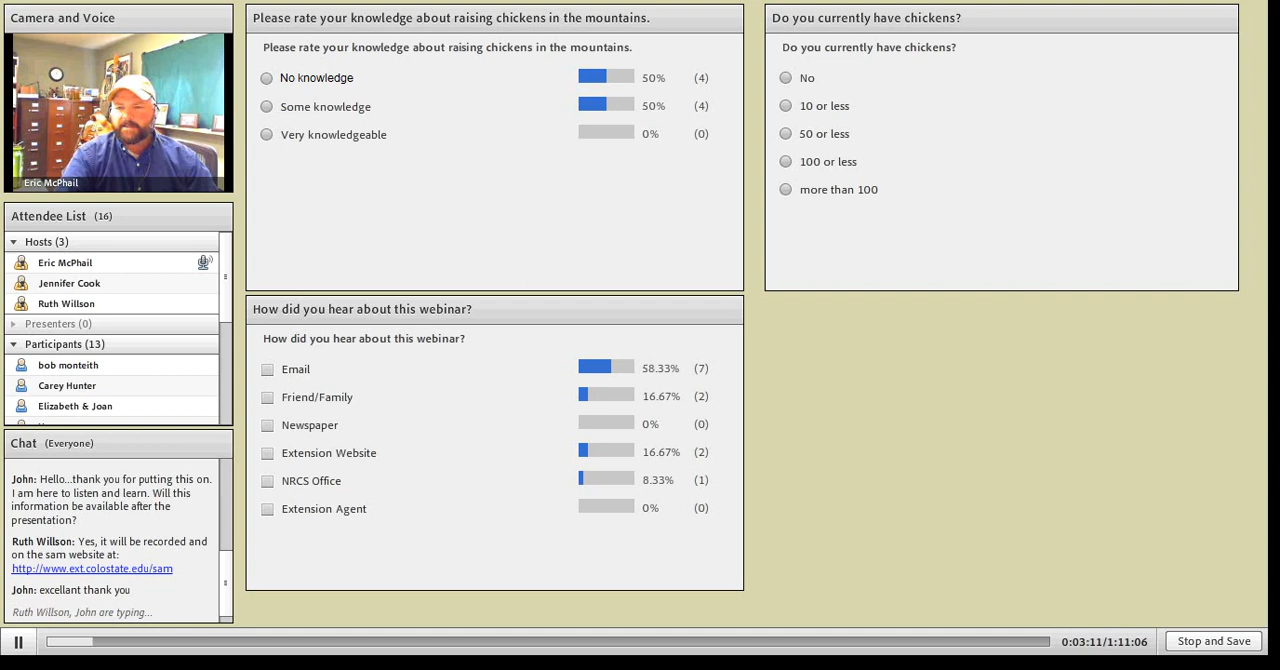 Camera and Voice
Eric McPhail
Attendee List (16)
Hosts (3)
Eric McPhail
Jennifer Cook
Ruth Willson
Presenters (0)
Participants (13)
bob monteith
Carey Hunter
Elizabeth & Joan
Chat (Everyone)
John: Hello...thank you for putting this on.
I am here to listen and learn. Will this
information be available after the
presentation?
Ruth Willson: Yes, it will be recorded and
on the sam website at:
http://www.ext.colostate.edu/sam
John: excellant thank you
Ruth Willson, John are typing...
Please rate your knowledge about raising chickens in the mountains.
Please rate your knowledge about raising chickens in the mountains.
No knowledge 50% (4)
Some knowledge 50% (4)
Very knowledgeable 0% (0)
How did you hear about this webinar?
How did you hear about this webinar?
Email 58.33% (7)
Friend/Family 16.67% (2)
Newspaper 0% (0)
Extension Website 16.67% (2)
NRCS Office 8.33% (1)
Extension Agent 0% (0)
Do you currently have chickens?
Do you currently have chickens?
No
10 or less
50 or less
100 or less
more than 100
0:03:11/1:11:06
Stop and Save